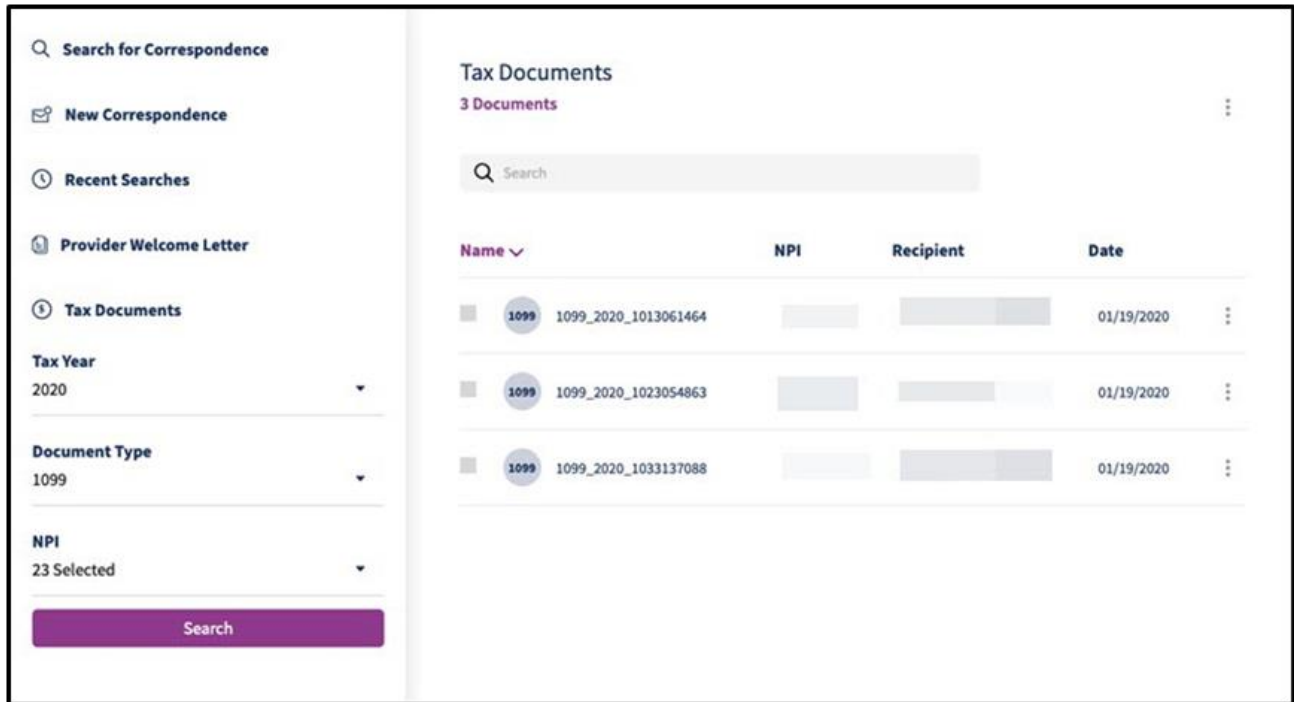 Search for Correspondence
New Correspondence
Recent Searches
Provider Welcome Letter
Tax Documents
Tax Year
2020
Document Type
1099
NPI
23 Selected
Search
Tax Documents
3 Documents
Search
Name NPI Recipient Date
1099 1099_2020_1013061464 01/19/2020
1099 1099_2020_1023054863 01/19/2020
1099 1099_2020_1033137088 01/19/2020